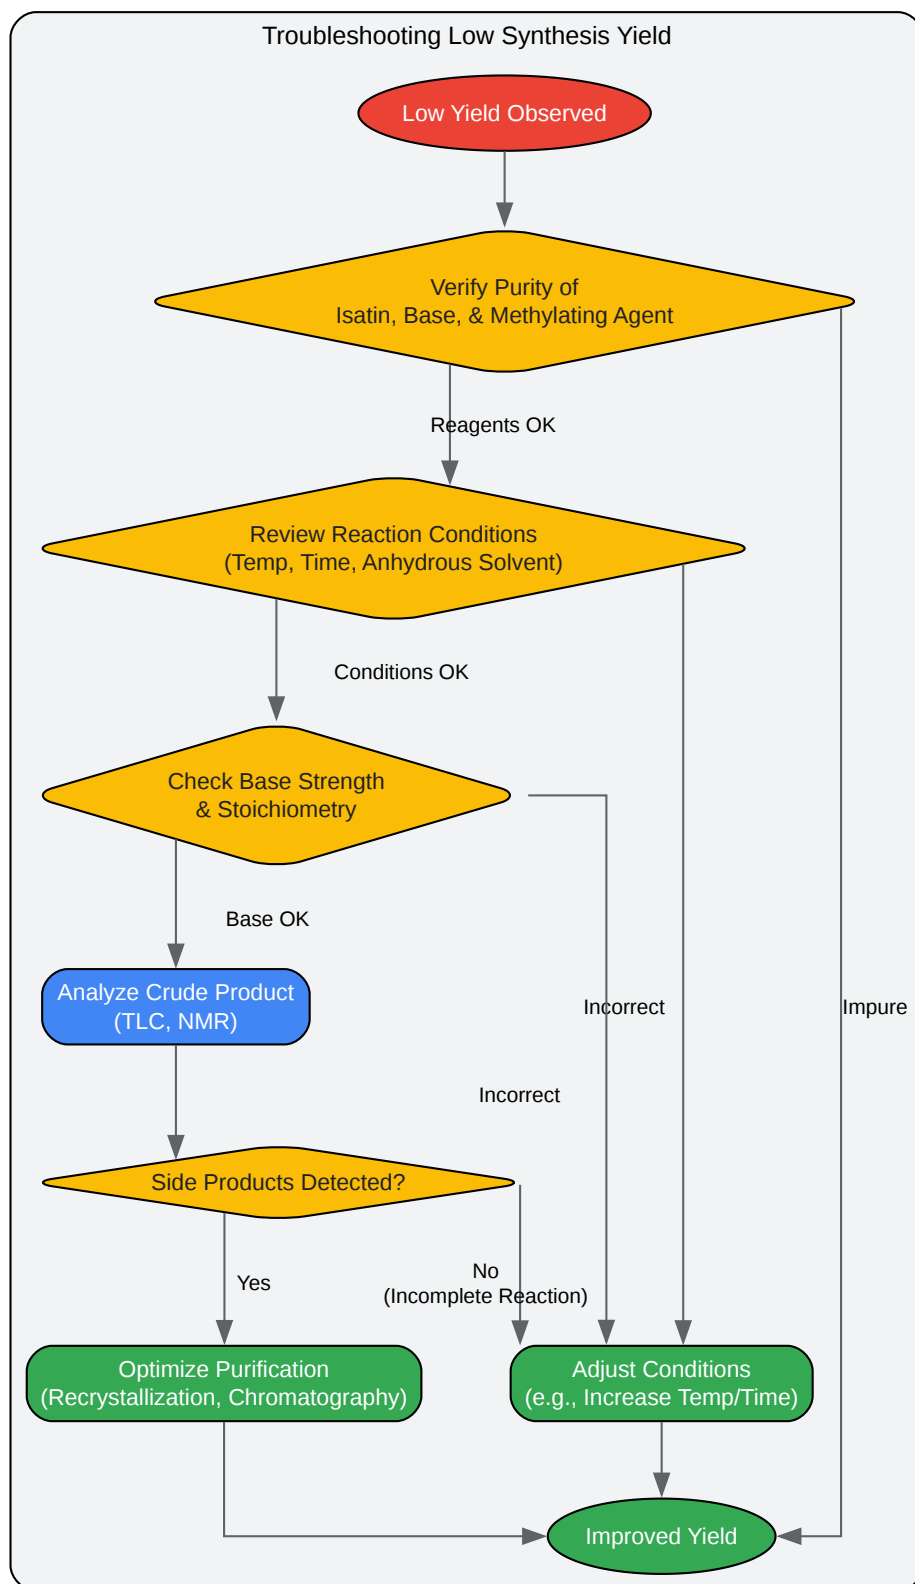 Troubleshooting Low Synthesis Yield
Low Yield Observed
Verify Purity of
Isatin, Base, & Methylating Agent
Reagents OK
Review Reaction Conditions
(Temp, Time, Anhydrous Solvent)
Conditions OK
Check Base Strength
& Stoichiometry
Base OK
Analyze Crude Product
(TLC, NMR)
Incorrect
Impure
Incorrect
Side Products Detected?
Yes
No
(Incomplete Reaction)
Optimize Purification
(Recrystallization, Chromatography)
Adjust Conditions
(e.g., Increase Temp/Time)
Improved Yield